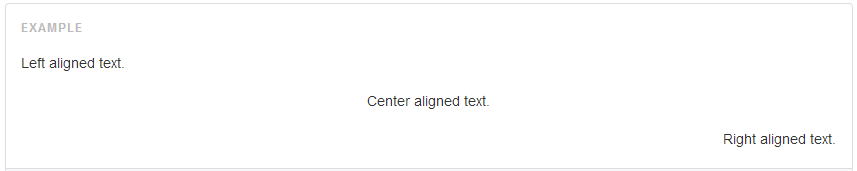 EXAMPLE
Left aligned text.
Center aligned text.
Right aligned text.